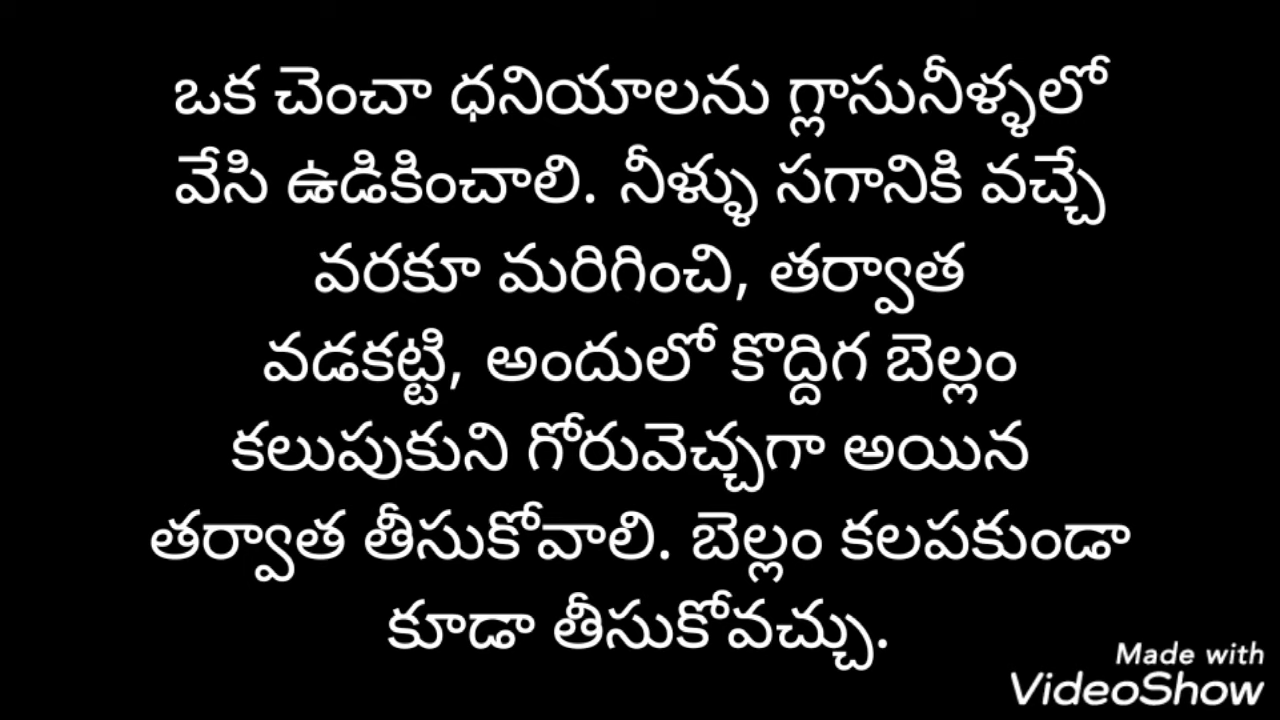 ఒక చెంచా ధనియాలను గ్లాసునీళ్ళలో
వేసి ఉడికించాలి. నీళ్ళు సగానికి వచ్చే
వరకూ మరిగించి, తర్వాత
వడకట్టి, అందులో కొద్దిగ బెల్లం
కలుపుకుని గోరువెచ్చగా అయిన
తర్వాత తీసుకోవాలి. బెల్లం కలపకుండా
కూడా తీసుకోవచ్చు.
Made with
VideoShow